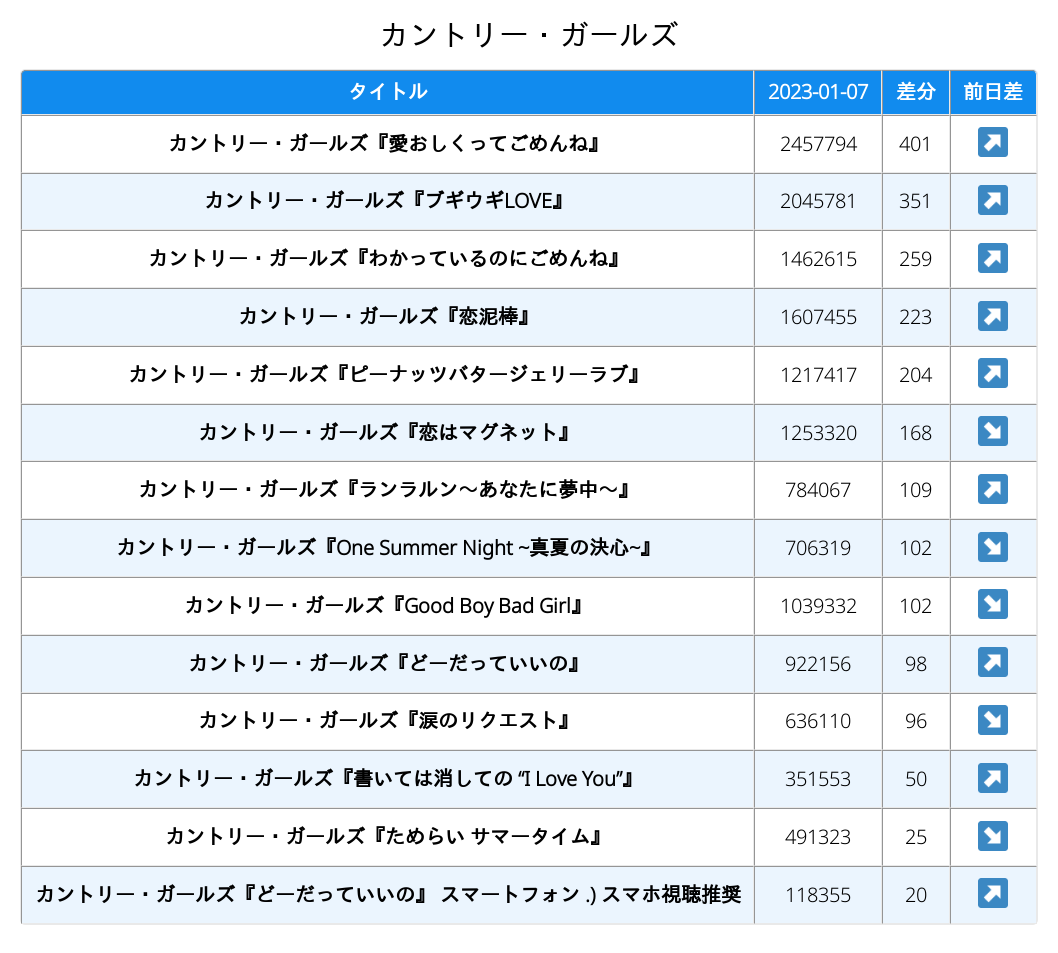 カントリー・ガールズ
タイトル 2023-01-07 差分 前日差
カントリー・ガールズ『愛おしくってごめんね』 2457794 401 ↗
カントリー・ガールズ『ブギウギLOVE』 2045781 351 ↗
カントリー・ガールズ『わかっているのにごめんね』 1462615 259 ↗
カントリー・ガールズ『恋泥棒』 1607455 223 ↗
カントリー・ガールズ『ピーナッツバタージェリーラブ』 1217417 204 ↗
カントリー・ガールズ『恋はマグネット』 1253320 168 ↘
カントリー・ガールズ『ランラルン〜あなたに夢中〜』 784067 109 ↗
カントリー・ガールズ『One Summer Night ~真夏の決心~』 706319 102 ↘
カントリー・ガールズ『Good Boy Bad Girl』 1039332 102 ↘
カントリー・ガールズ『どーだっていいの』 922156 98 ↗
カントリー・ガールズ『涙のリクエスト』 636110 96 ↘
カントリー・ガールズ『書いては消しての “I Love You”』 351553 50 ↗
カントリー・ガールズ『ためらい サマータイム』 491323 25 ↘
カントリー・ガールズ『どーだっていいの』 スマートフォン .) スマホ視聴推奨 118355 20 ↗